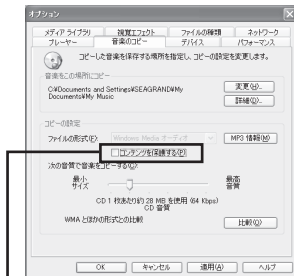 オプション
メディア ライブラリ 視覚エフェクト ファイルの種類 ネットワーク
プレーヤー 音楽のコピー デバイス パフォーマンス
コピーした音楽を保存する場所を指定し、コピーの設定を変更します。
音楽をこの場所にコピー
C:\Documents and Settings\SEAGRAND\My Documents\My Music
変更(H)...
詳細(D)...
コピーの設定
ファイルの形式(F): Windows Media オーディオ MP3 情報(M)
コンテンツを保護する(P)
次の音質で音楽をコピーする(Q):
最小サイズ 最高音質
CD 1 枚あたり約 28 MB を使用 (64 Kbps)
CD 音質
WMA とほかの形式との比較 比較(O)
OK キャンセル 適用(A) ヘルプ